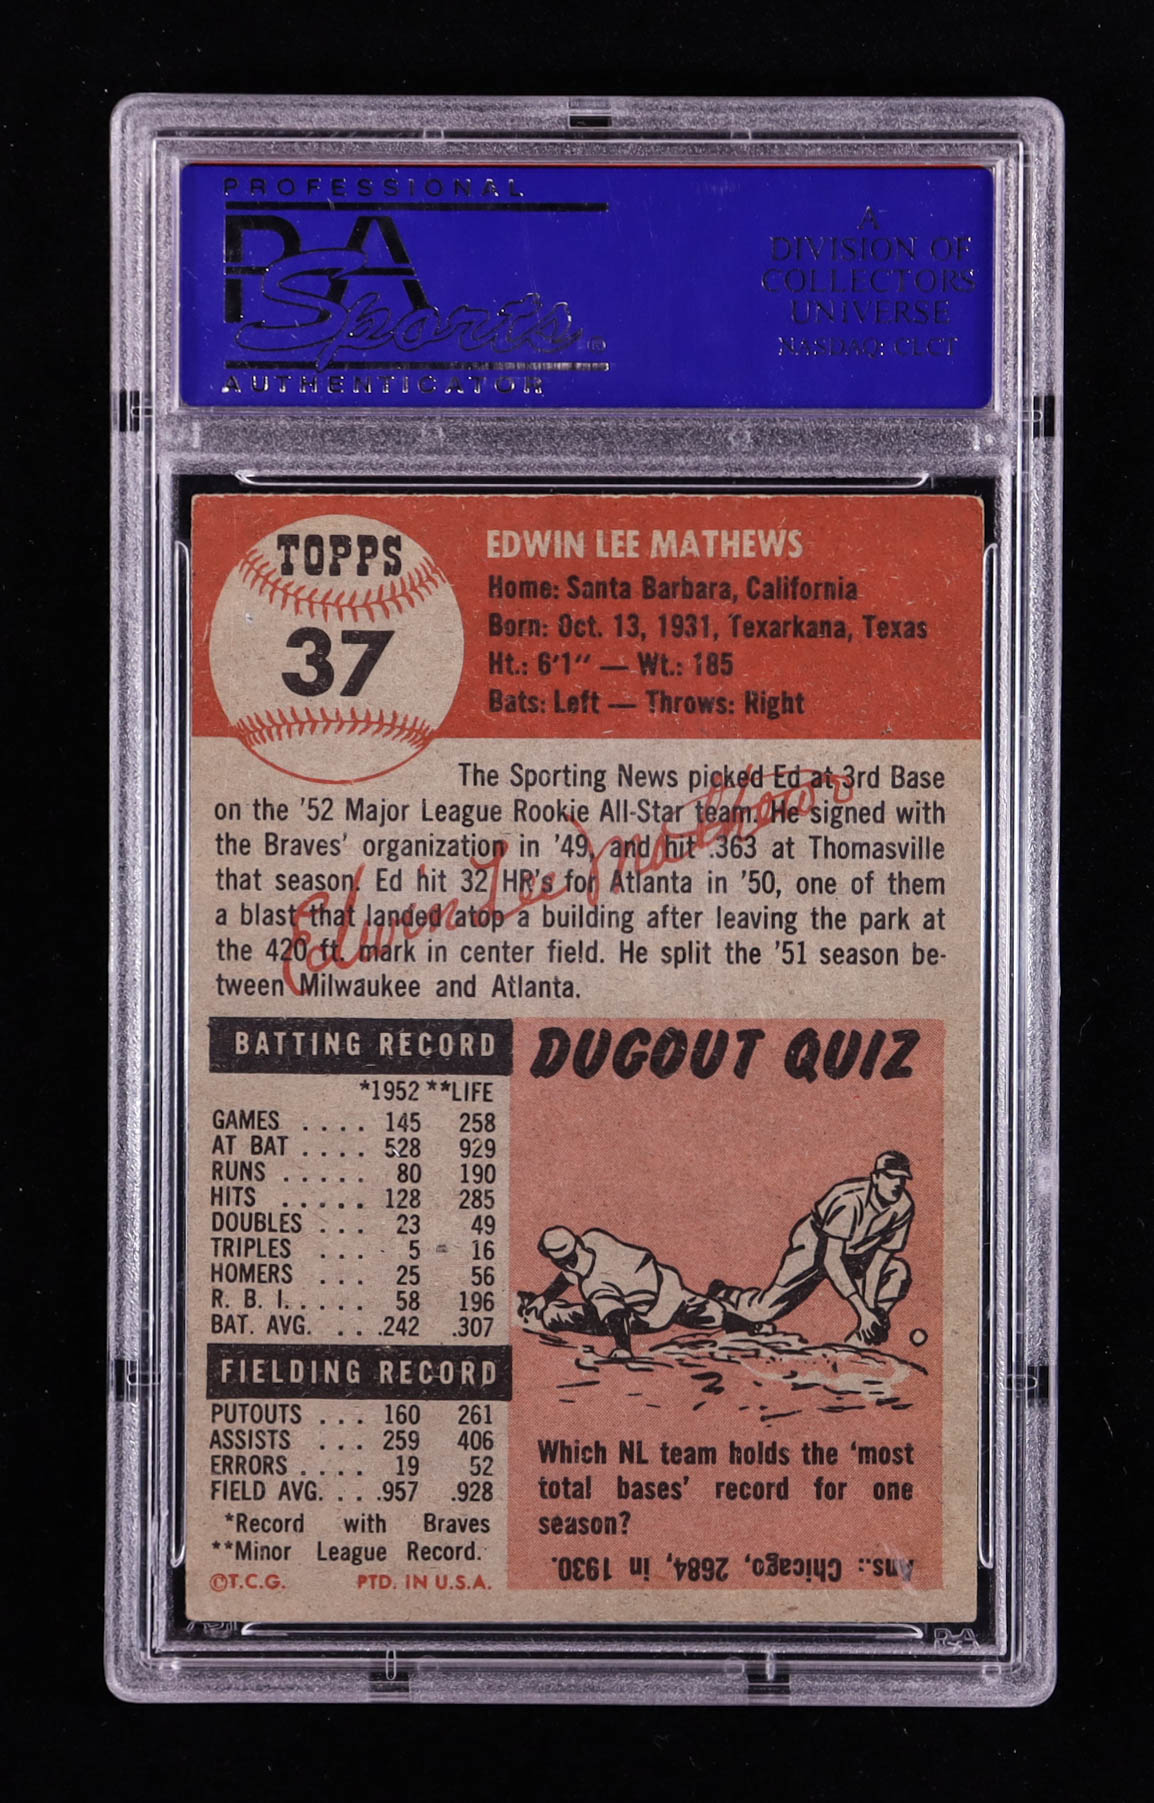 PROFESSIONAL
PSA
Sports®
AUTHENTICATOR
A
DIVISION OF
COLLECTORS
UNIVERSE
NASDAQ: CLCT
TOPPS
37
EDWIN LEE MATHEWS
Home: Santa Barbara, California
Born: Oct. 13, 1931, Texarkana, Texas
Ht.: 6'1" — Wt.: 185
Bats: Left — Throws: Right
The Sporting News picked Ed at 3rd Base
on the '52 Major League Rookie All-Star team. He signed with
the Braves' organization in '49, and hit .363 at Thomasville
that season. Ed hit 32 HR's for Atlanta in '50, one of them
a blast that landed atop a building after leaving the park at
the 420 ft. mark in center field. He split the '51 season be-
tween Milwaukee and Atlanta.
Edwin Lee Mathews
BATTING RECORD
*1952 **LIFE
GAMES .... 145 258
AT BAT .... 528 929
RUNS ..... 80 190
HITS ..... 128 285
DOUBLES ... 23 49
TRIPLES ... 5 16
HOMERS ... 25 56
R. B. I. .... 58 196
BAT. AVG. ... .242 .307
FIELDING RECORD
PUTOUTS ... 160 261
ASSISTS ... 259 406
ERRORS .... 19 52
FIELD AVG. ... .957 .928
*Record with Braves
**Minor League Record.
©T.C.G. PTD. IN U.S.A.
DUGOUT QUIZ
Which NL team holds the 'most
total bases' record for one
season?
Ans.: Chicago, 2684, in 1930.
PSA